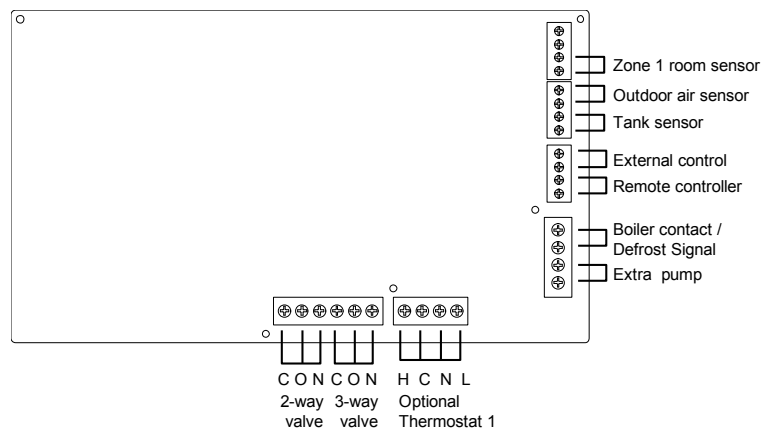 Zone 1 room sensor
Outdoor air sensor
Tank sensor
External control
Remote controller
Boiler contact /
Defrost Signal
Extra pump
C O N C O N H C N L
2-way 3-way Optional
valve valve Thermostat 1